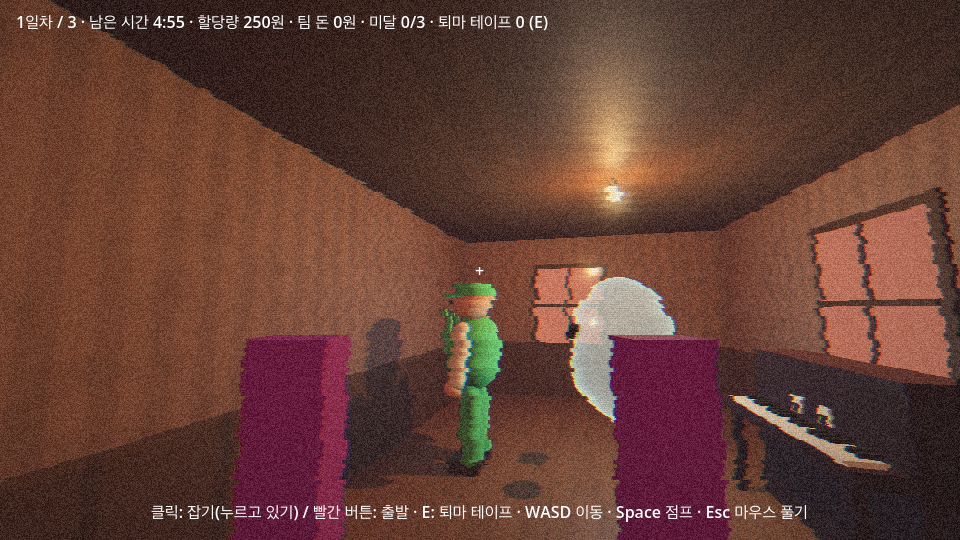 1일차 / 3 · 남은 시간 4:55 · 할당량 250원 · 팀 돈 0원 · 미달 0/3 · 퇴마 테이프 0 (E)
클릭: 잡기(누르고 있기) / 빨간 버튼: 출발 · E: 퇴마 테이프 · WASD 이동 · Space 점프 · Esc 마우스 풀기